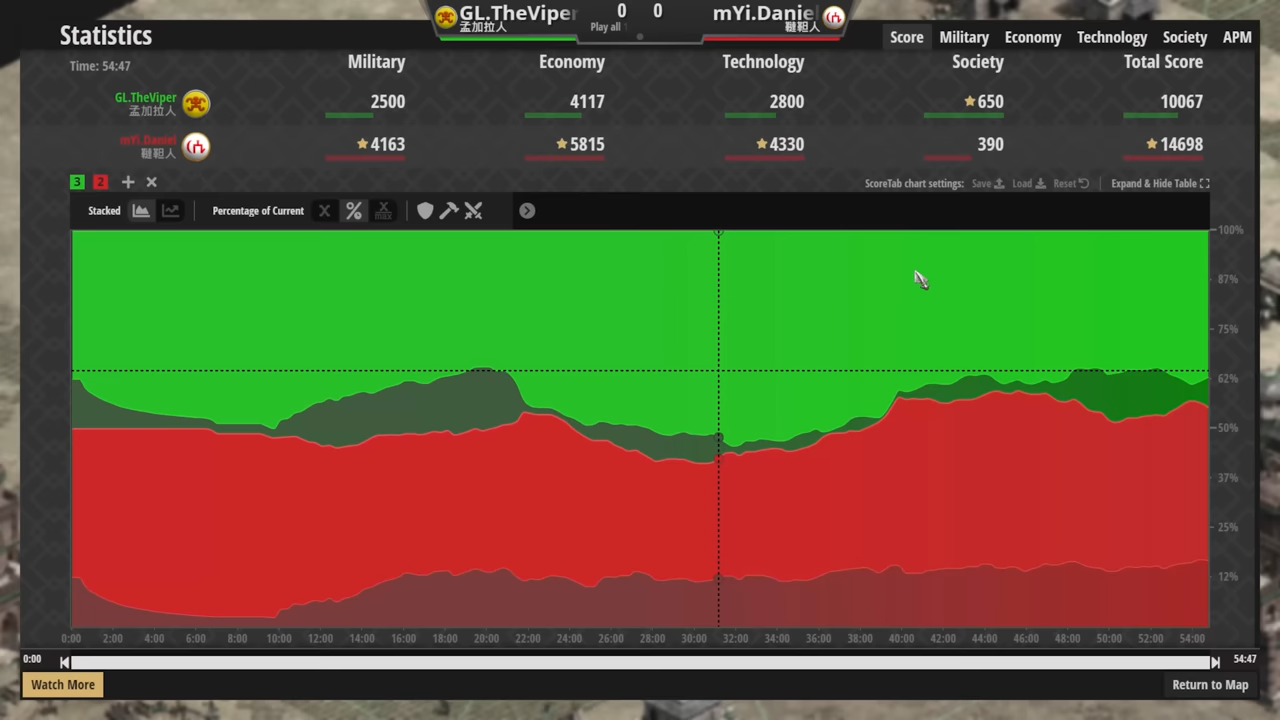 GL.TheViper 0 0 mYi.Daniel
孟加拉人 Play all 韃靼人
Statistics
Score Military Economy Technology Society APM
Time: 54:47 Military Economy Technology Society Total Score
GL.TheViper
孟加拉人
2500 4117 2800 650 10067
mYi.Daniel
韃靼人
4163 5815 4330 390 14698
3 2
ScoreTab chart settings: Save Load Reset Expand & Hide Table
Stacked Percentage of Current X % X max
100%
87%
75%
62%
50%
37%
25%
12%
0:00 2:00 4:00 6:00 8:00 10:00 12:00 14:00 16:00 18:00 20:00 22:00 24:00 26:00 28:00 30:00 32:00 34:00 36:00 38:00 40:00 42:00 44:00 46:00 48:00 50:00 52:00 54:00
0:00 54:47
Watch More Return to Map